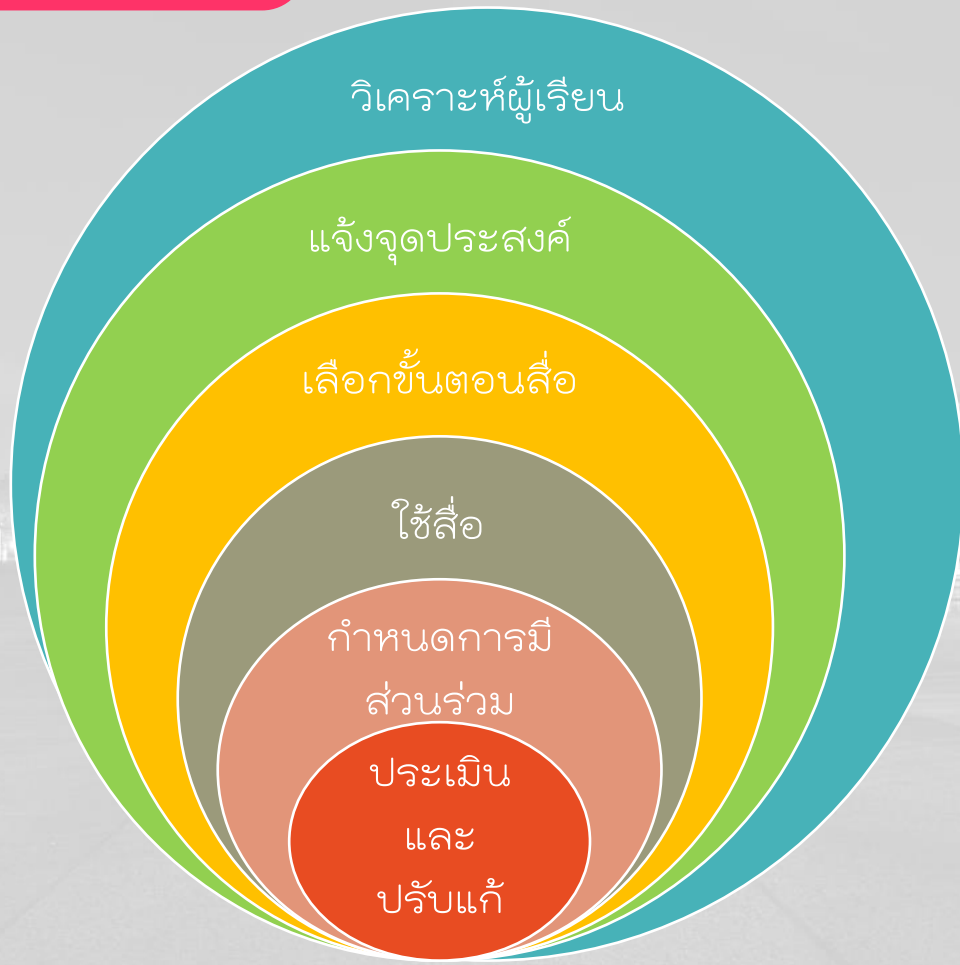 วิเคราะห์ผู้เรียน
แจ้งจุดประสงค์
เลือกขั้นตอนสื่อ
ใช้สื่อ
กำหนดการมี
ส่วนร่วม
ประเมิน
และ
ปรับแก้